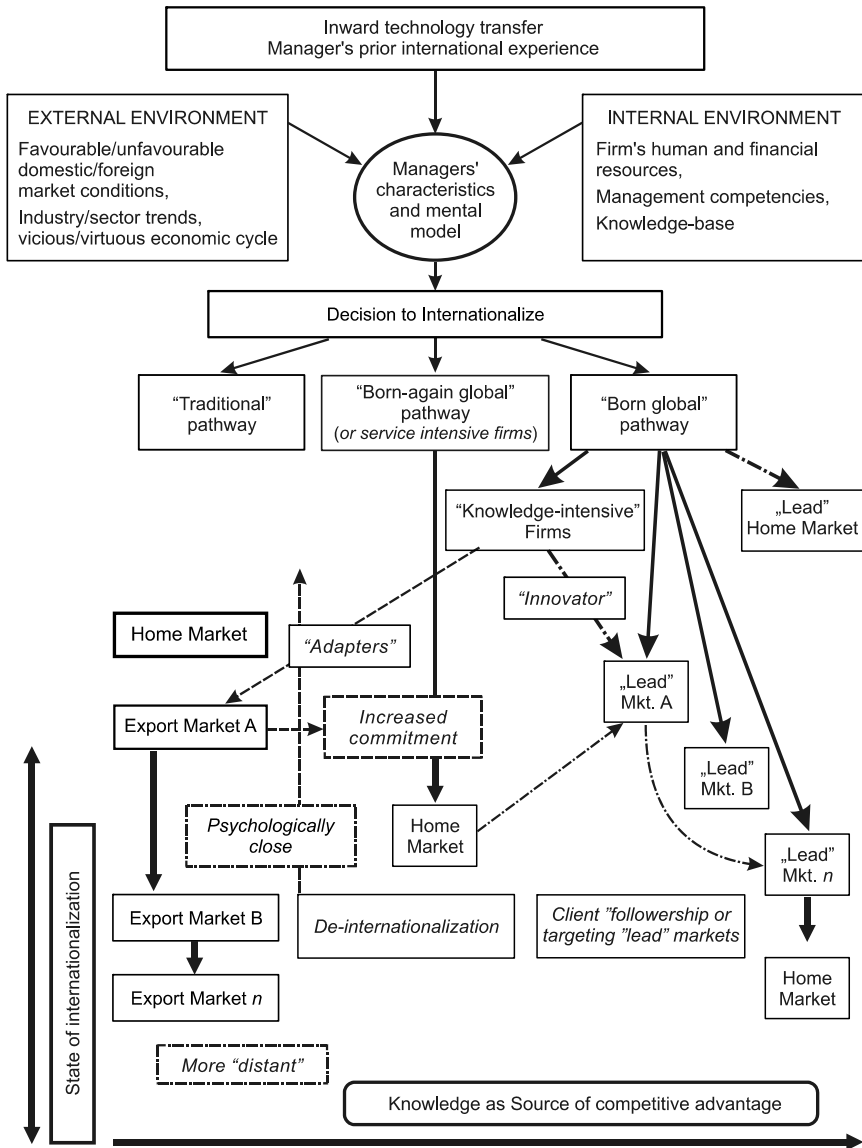 Inward technology transfer
Manager's prior international experience
EXTERNAL ENVIRONMENT
Favourable/unfavourable
domestic/foreign
market conditions,
Industry/sector trends,
vicious/virtuous economic cycle
Managers'
characteristics
and mental
model
INTERNAL ENVIRONMENT
Firm's human and financial
resources,
Management competencies,
Knowledge-base
Decision to Internationalize
“Traditional”
pathway
“Born-again global”
pathway
(or service intensive firms)
“Born global”
pathway
“Knowledge-intensive”
Firms
„Lead”
Home Market
“Innovator”
Home Market
“Adapters”
„Lead”
Mkt. A
Export Market A
Increased
commitment
„Lead”
Mkt. B
Psychologically
close
Home
Market
„Lead”
Mkt. n
Export Market B
De-internationalization
Client ”followership or
targeting ”lead” markets
Export Market n
Home
Market
More “distant”
State of internationalization
Knowledge as Source of competitive advantage